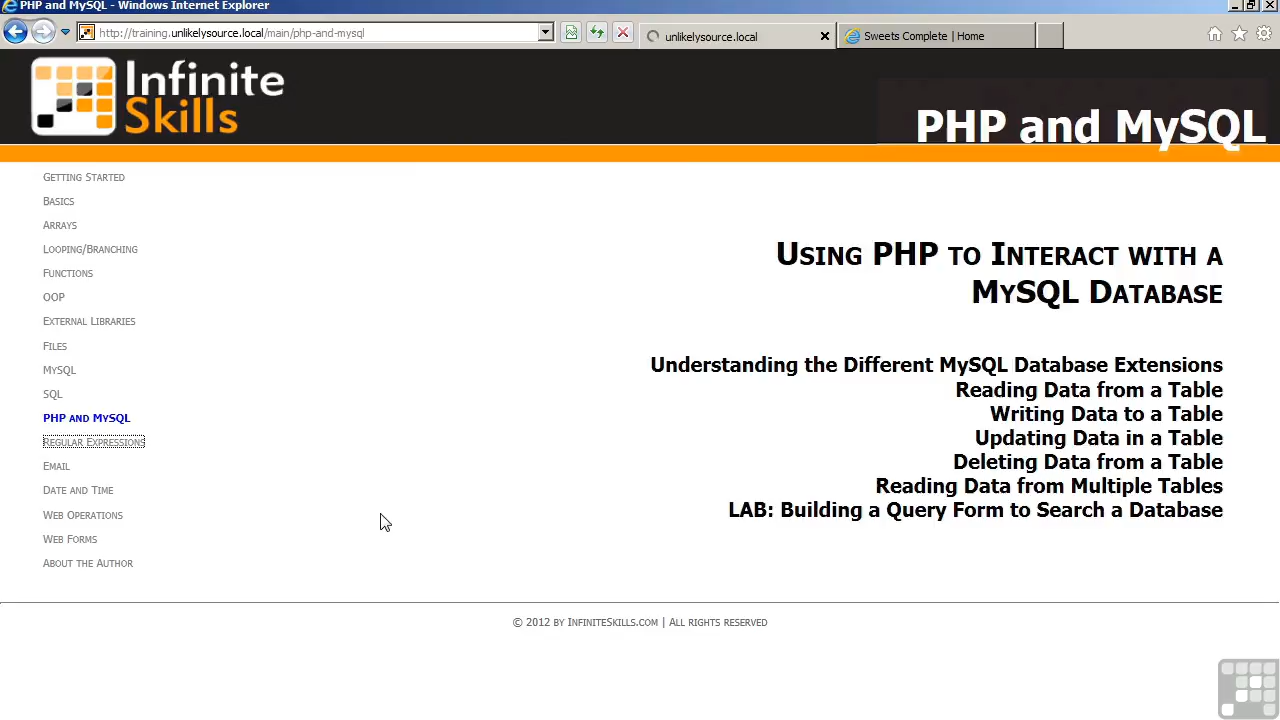 PHP and MySQL - Windows Internet Explorer
http://training.unlikelysource.local/main/php-and-mysql
unlikelysource.local
Sweets Complete | Home
Infinite
Skills
PHP and MySQL
GETTING STARTED
BASICS
ARRAYS
LOOPING/BRANCHING
FUNCTIONS
OOP
EXTERNAL LIBRARIES
FILES
MYSQL
SQL
PHP AND MYSQL
REGULAR EXPRESSIONS
EMAIL
DATE AND TIME
WEB OPERATIONS
WEB FORMS
ABOUT THE AUTHOR
USING PHP TO INTERACT WITH A
MYSQL DATABASE
Understanding the Different MySQL Database Extensions
Reading Data from a Table
Writing Data to a Table
Updating Data in a Table
Deleting Data from a Table
Reading Data from Multiple Tables
LAB: Building a Query Form to Search a Database
© 2012 BY INFINITESKILLS.COM | ALL RIGHTS RESERVED